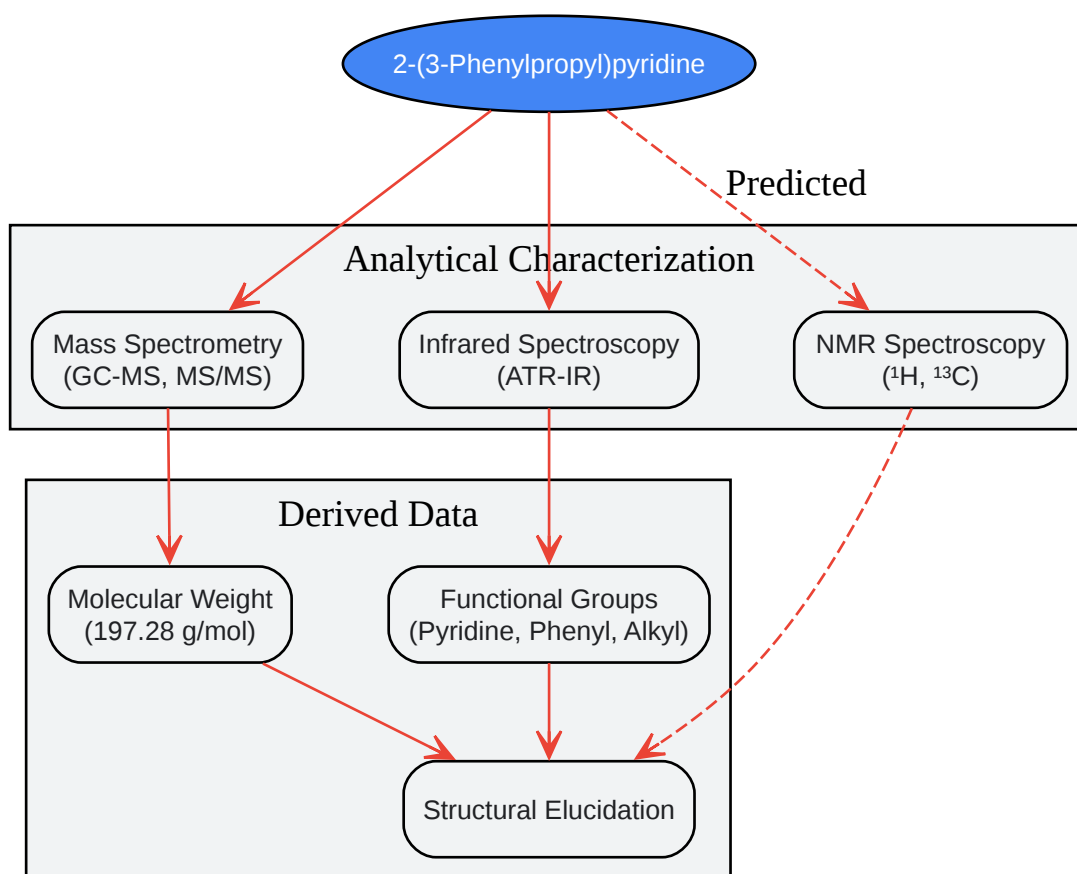 2-(3-Phenylpropyl)pyridine
Predicted
Analytical Characterization
Mass Spectrometry
(GC-MS, MS/MS)
Infrared Spectroscopy
(ATR-IR)
NMR Spectroscopy
(¹H, ¹³C)
Derived Data
Molecular Weight
(197.28 g/mol)
Functional Groups
(Pyridine, Phenyl, Alkyl)
Structural Elucidation